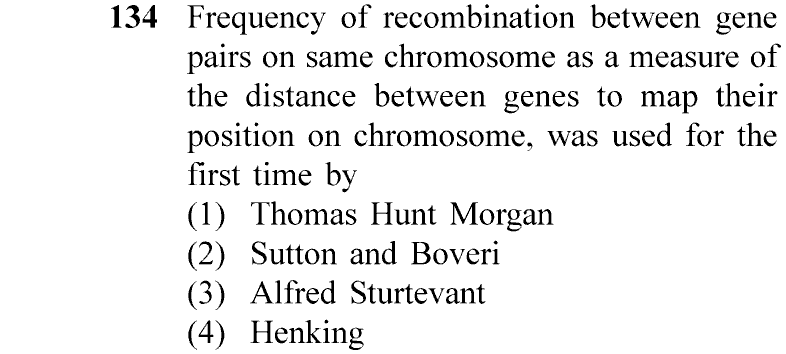 134 Frequency of recombination between gene
pairs on same chromosome as a measure of
the distance between genes to map their
position on chromosome, was used for the
first time by
(1) Thomas Hunt Morgan
(2) Sutton and Boveri
(3) Alfred Sturtevant
(4) Henking